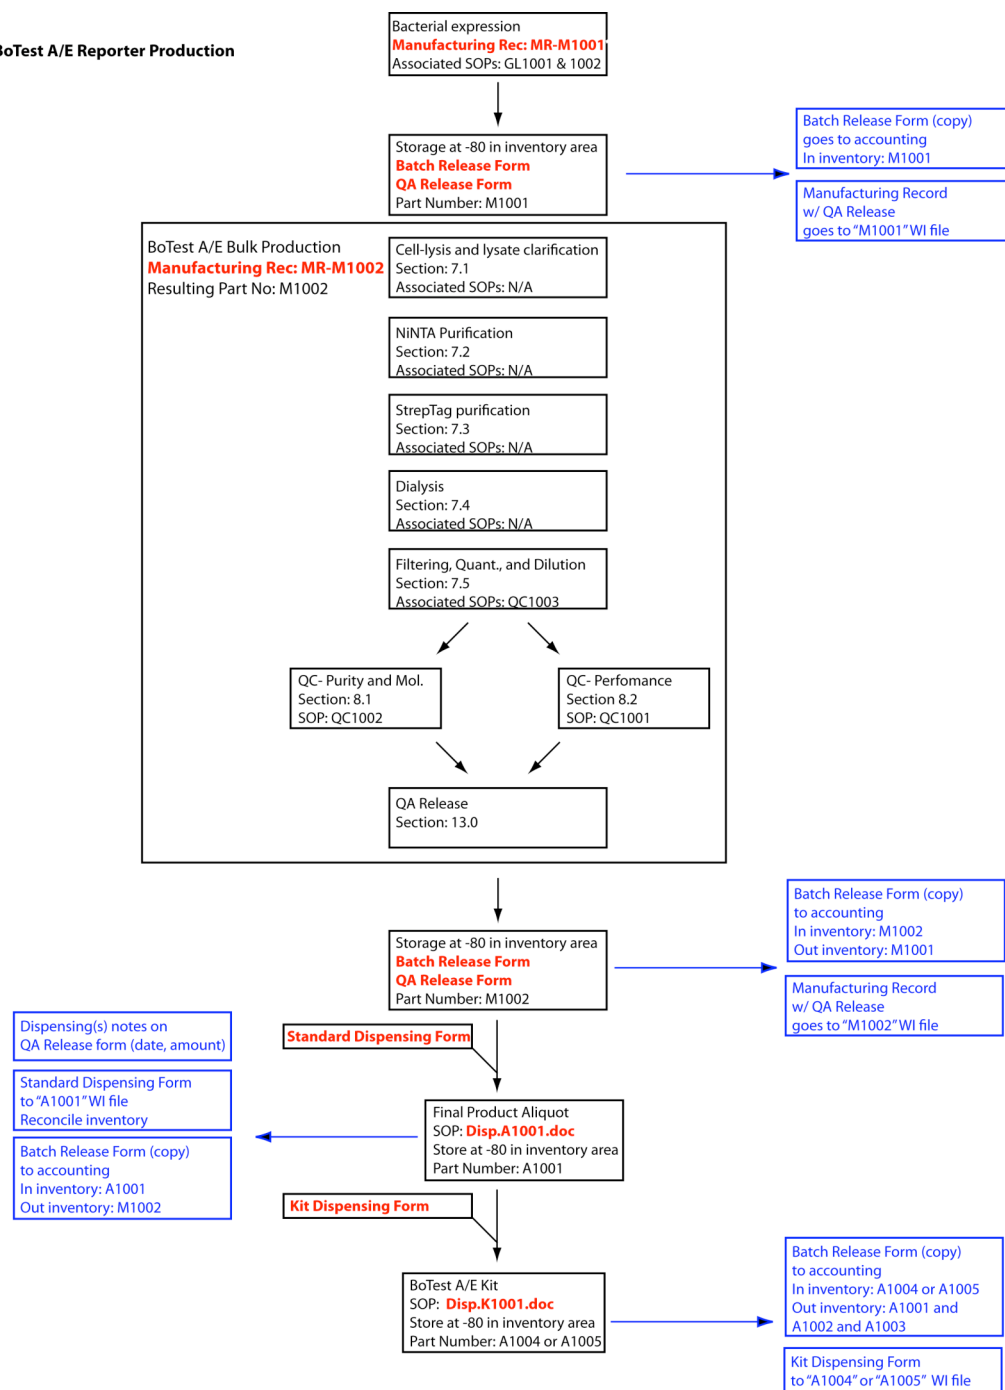 BoTest A/E Reporter Production
Bacterial expression
Manufacturing Rec: MR-M1001
Associated SOPs: GL1001 & 1002
Storage at -80 in inventory area
Batch Release Form
QA Release Form
Part Number: M1001
Batch Release Form (copy)
goes to accounting
In inventory: M1001
Manufacturing Record
w/ QA Release
goes to "M1001" WI file
BoTest A/E Bulk Production
Manufacturing Rec: MR-M1002
Resulting Part No: M1002
Cell-lysis and lysate clarification
Section: 7.1
Associated SOPs: N/A
NiNTA Purification
Section: 7.2
Associated SOPs: N/A
StrepTag purification
Section: 7.3
Associated SOPs: N/A
Dialysis
Section: 7.4
Associated SOPs: N/A
Filtering, Quant., and Dilution
Section: 7.5
Associated SOPs: QC1003
QC- Purity and Mol.
Section: 8.1
SOP: QC1002
QC- Perfomance
Section 8.2
SOP: QC1001
QA Release
Section: 13.0
Storage at -80 in inventory area
Batch Release Form
QA Release Form
Part Number: M1002
Batch Release Form (copy)
to accounting
In inventory: M1002
Out inventory: M1001
Manufacturing Record
w/ QA Release
goes to "M1002" WI file
Standard Dispensing Form
Dispensing(s) notes on
QA Release form (date, amount)
Standard Dispensing Form
to "A1001" WI file
Reconcile inventory
Batch Release Form (copy)
to accounting
In inventory: A1001
Out inventory: M1002
Final Product Aliquot
SOP: Disp.A1001.doc
Store at -80 in inventory area
Part Number: A1001
Kit Dispensing Form
BoTest A/E Kit
SOP: Disp.K1001.doc
Store at -80 in inventory area
Part Number: A1004 or A1005
Batch Release Form (copy)
to accounting
In inventory: A1004 or A1005
Out inventory: A1001 and
A1002 and A1003
Kit Dispensing Form
to "A1004" or "A1005" WI file